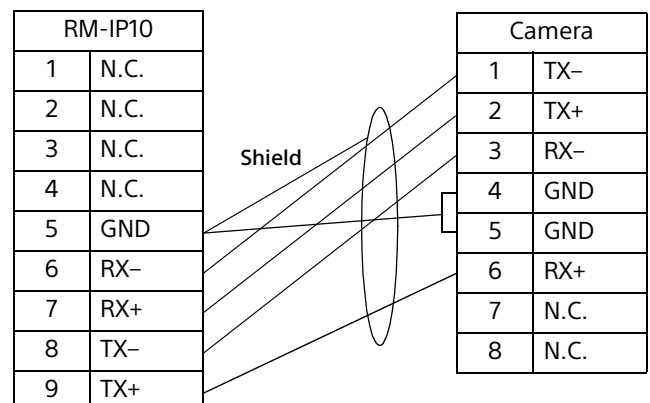 RM-IP10
1 N.C.
2 N.C.
3 N.C.
4 N.C.
5 GND
6 RX–
7 RX+
8 TX–
9 TX+
Shield
Camera
1 TX–
2 TX+
3 RX–
4 GND
5 GND
6 RX+
7 N.C.
8 N.C.